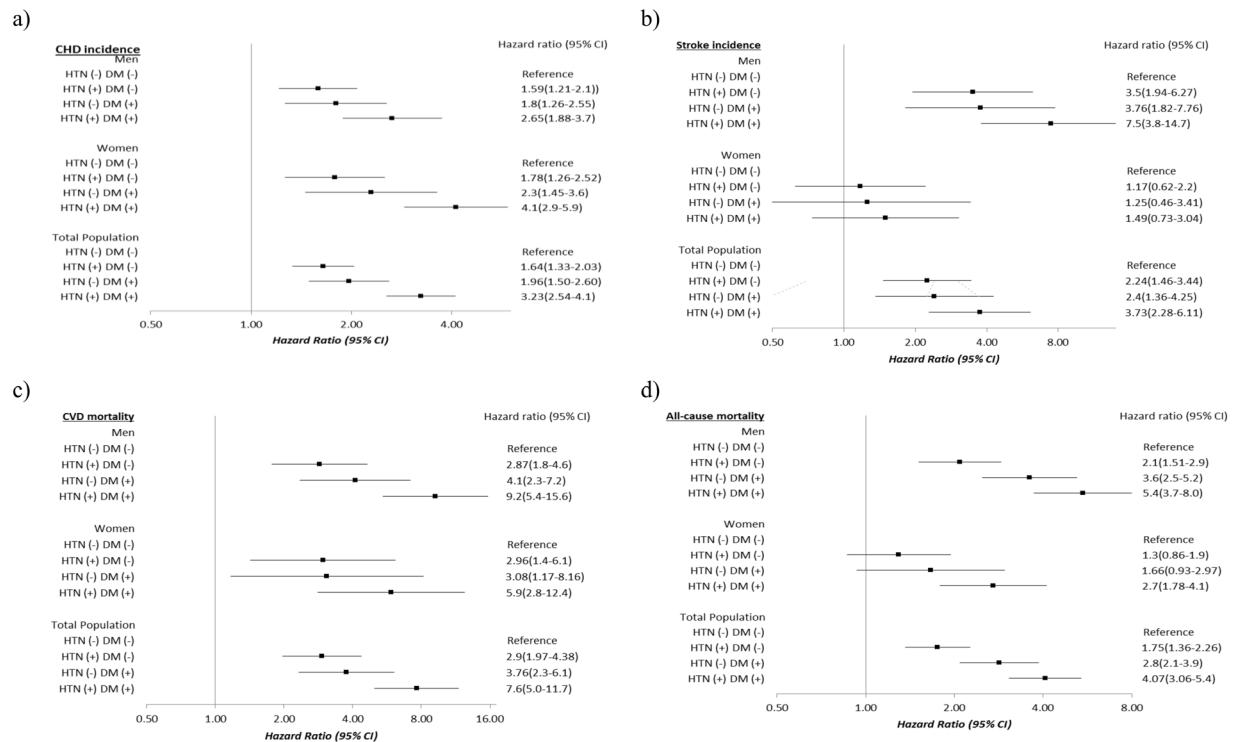 a)
CHD incidence Hazard ratio (95% CI)
Men
HTN (-) DM (-) Reference
HTN (+) DM (-) 1.59(1.21-2.1))
HTN (-) DM (+) 1.8(1.26-2.55)
HTN (+) DM (+) 2.65(1.88-3.7)
Women
HTN (-) DM (-) Reference
HTN (+) DM (-) 1.78(1.26-2.52)
HTN (-) DM (+) 2.3(1.45-3.6)
HTN (+) DM (+) 4.1(2.9-5.9)
Total Population
HTN (-) DM (-) Reference
HTN (+) DM (-) 1.64(1.33-2.03)
HTN (-) DM (+) 1.96(1.50-2.60)
HTN (+) DM (+) 3.23(2.54-4.1)
0.50 1.00 2.00 4.00
Hazard Ratio (95% CI)
b)
Stroke incidence Hazard ratio (95% CI)
Men
HTN (-) DM (-) Reference
HTN (+) DM (-) 3.5(1.94-6.27)
HTN (-) DM (+) 3.76(1.82-7.76)
HTN (+) DM (+) 7.5(3.8-14.7)
Women
HTN (-) DM (-) Reference
HTN (+) DM (-) 1.17(0.62-2.2)
HTN (-) DM (+) 1.25(0.46-3.41)
HTN (+) DM (+) 1.49(0.73-3.04)
Total Population
HTN (-) DM (-) Reference
HTN (+) DM (-) 2.24(1.46-3.44)
HTN (-) DM (+) 2.4(1.36-4.25)
HTN (+) DM (+) 3.73(2.28-6.11)
0.50 1.00 2.00 4.00 8.00
Hazard Ratio (95% CI)
c)
CVD mortality Hazard ratio (95% CI)
Men
HTN (-) DM (-) Reference
HTN (+) DM (-) 2.87(1.8-4.6)
HTN (-) DM (+) 4.1(2.3-7.2)
HTN (+) DM (+) 9.2(5.4-15.6)
Women
HTN (-) DM (-) Reference
HTN (+) DM (-) 2.96(1.4-6.1)
HTN (-) DM (+) 3.08(1.17-8.16)
HTN (+) DM (+) 5.9(2.8-12.4)
Total Population
HTN (-) DM (-) Reference
HTN (+) DM (-) 2.9(1.97-4.38)
HTN (-) DM (+) 3.76(2.3-6.1)
HTN (+) DM (+) 7.6(5.0-11.7)
0.50 1.00 2.00 4.00 8.00 16.00
Hazard Ratio (95% CI)
d)
All-cause mortality Hazard ratio (95% CI)
Men
HTN (-) DM (-) Reference
HTN (+) DM (-) 2.1(1.51-2.9)
HTN (-) DM (+) 3.6(2.5-5.2)
HTN (+) DM (+) 5.4(3.7-8.0)
Women
HTN (-) DM (-) Reference
HTN (+) DM (-) 1.3(0.86-1.9)
HTN (-) DM (+) 1.66(0.93-2.97)
HTN (+) DM (+) 2.7(1.78-4.1)
Total Population
HTN (-) DM (-) Reference
HTN (+) DM (-) 1.75(1.36-2.26)
HTN (-) DM (+) 2.8(2.1-3.9)
HTN (+) DM (+) 4.07(3.06-5.4)
0.50 1.00 2.00 4.00 8.00
Hazard Ratio (95% CI)